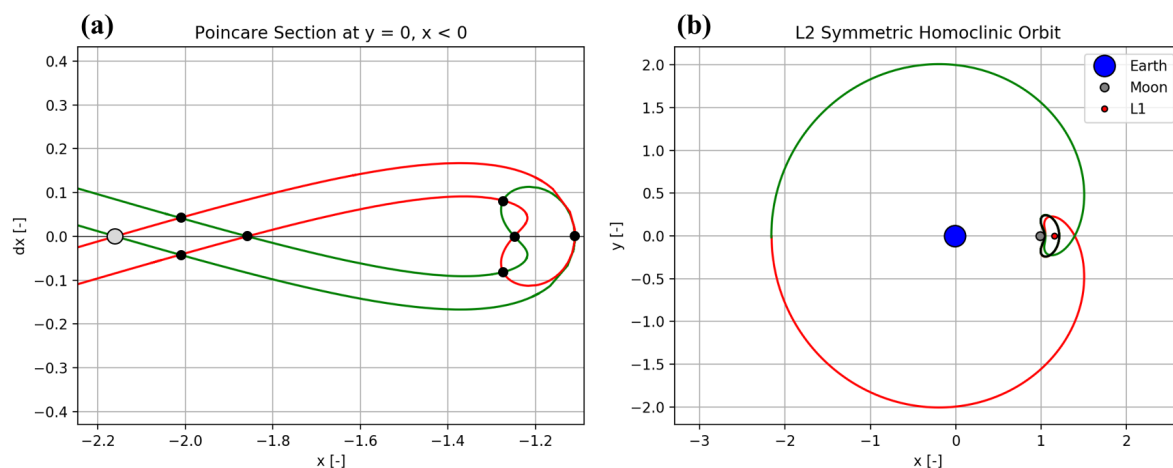 (a)
Poincare Section at y = 0, x < 0
dx [-]
0.4
0.3
0.2
0.1
0.0
−0.1
−0.2
−0.3
−0.4
−2.2
−2.0
−1.8
−1.6
−1.4
−1.2
x [-]
(b)
L2 Symmetric Homoclinic Orbit
Earth
Moon
L1
y [-]
2.0
1.5
1.0
0.5
0.0
−0.5
−1.0
−1.5
−2.0
−3
−2
−1
0
1
2
x [-]